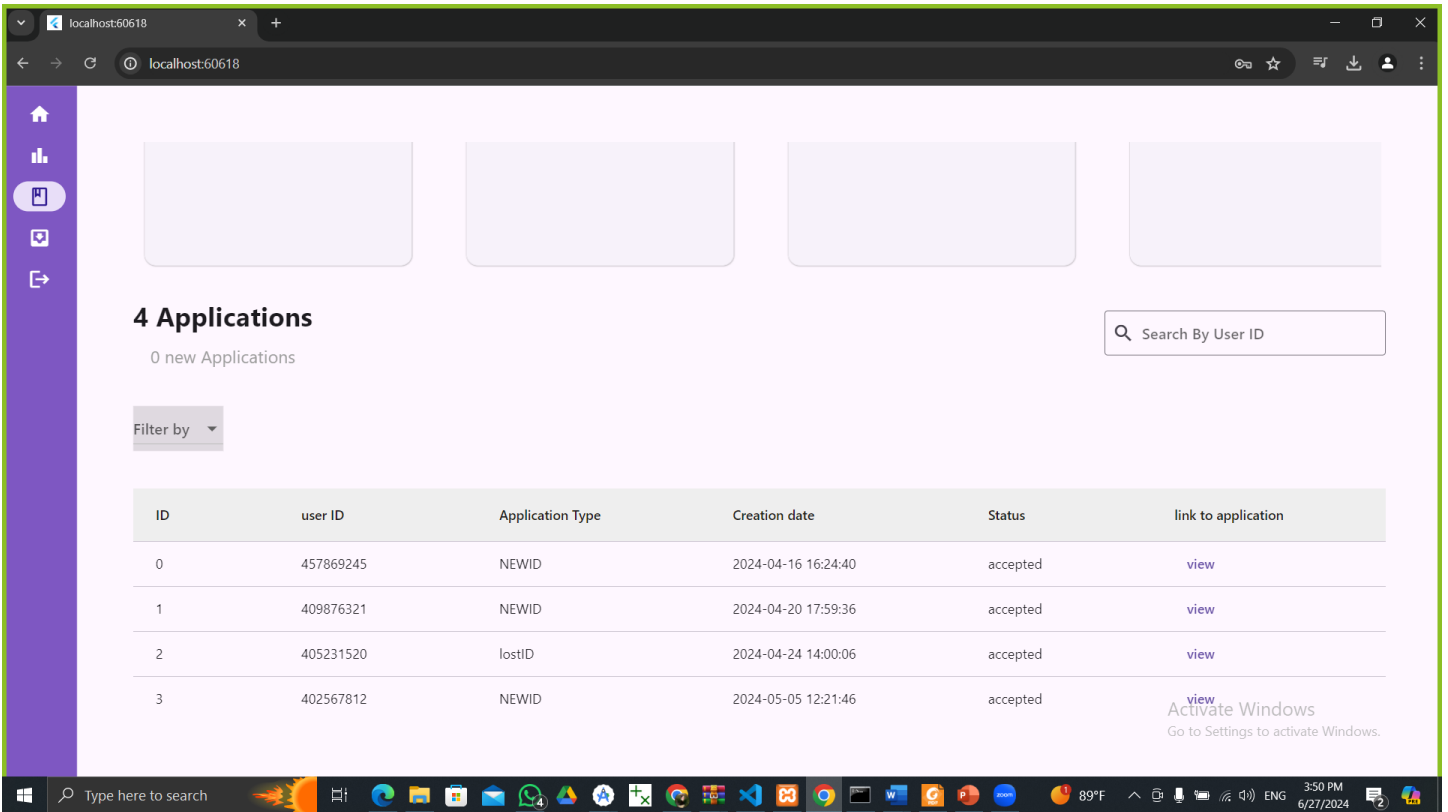 localhost:60618
localhost:60618
4 Applications
0 new Applications
Search By User ID
Filter by
ID user ID Application Type Creation date Status link to application
0 457869245 NEWID 2024-04-16 16:24:40 accepted view
1 409876321 NEWID 2024-04-20 17:59:36 accepted view
2 405231520 lostID 2024-04-24 14:00:06 accepted view
3 402567812 NEWID 2024-05-05 12:21:46 accepted view
Activate Windows
Go to Settings to activate Windows.
Type here to search
4
zoom
1
89°F
ENG
3:50 PM
6/27/2024
2